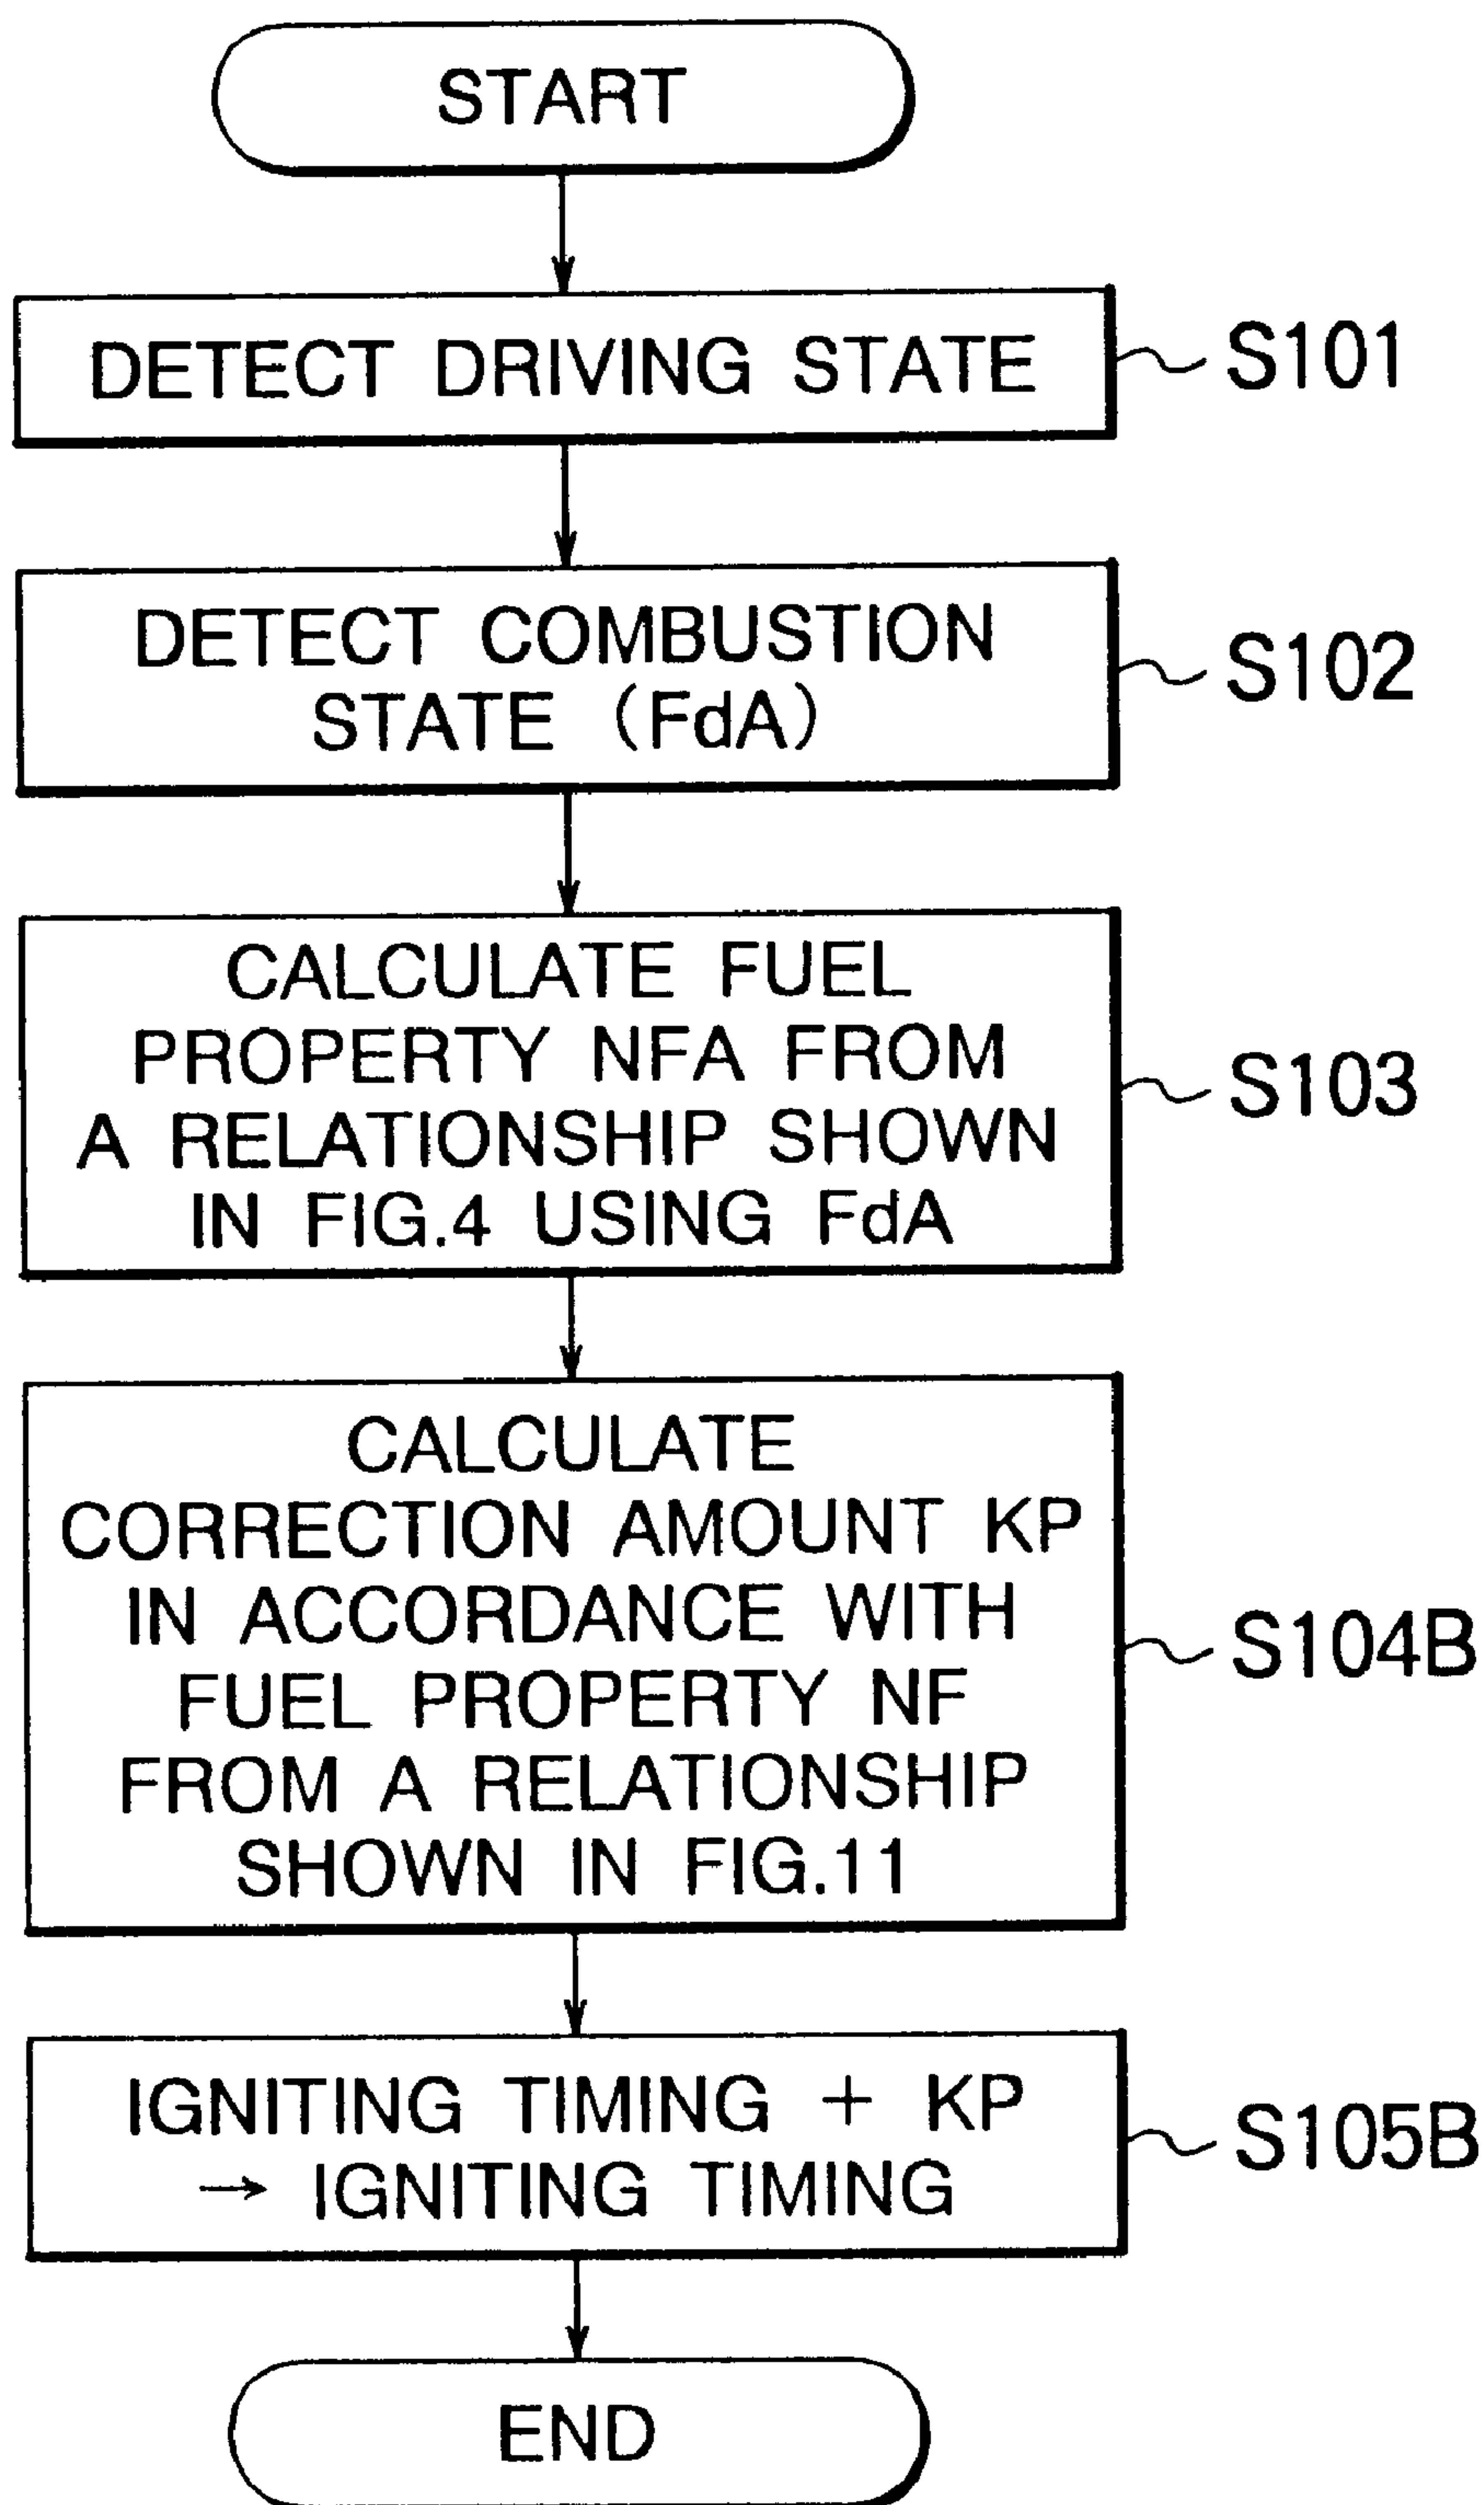 START
DETECT DRIVING STATE
S101
DETECT COMBUSTION
STATE (FdA)
S102
CALCULATE FUEL
PROPERTY NFA FROM
A RELATIONSHIP SHOWN
IN FIG.4 USING FdA
S103
CALCULATE
CORRECTION AMOUNT KP
IN ACCORDANCE WITH
FUEL PROPERTY NF
FROM A RELATIONSHIP
SHOWN IN FIG.11
S104B
IGNITING TIMING + KP
→ IGNITING TIMING
S105B
END